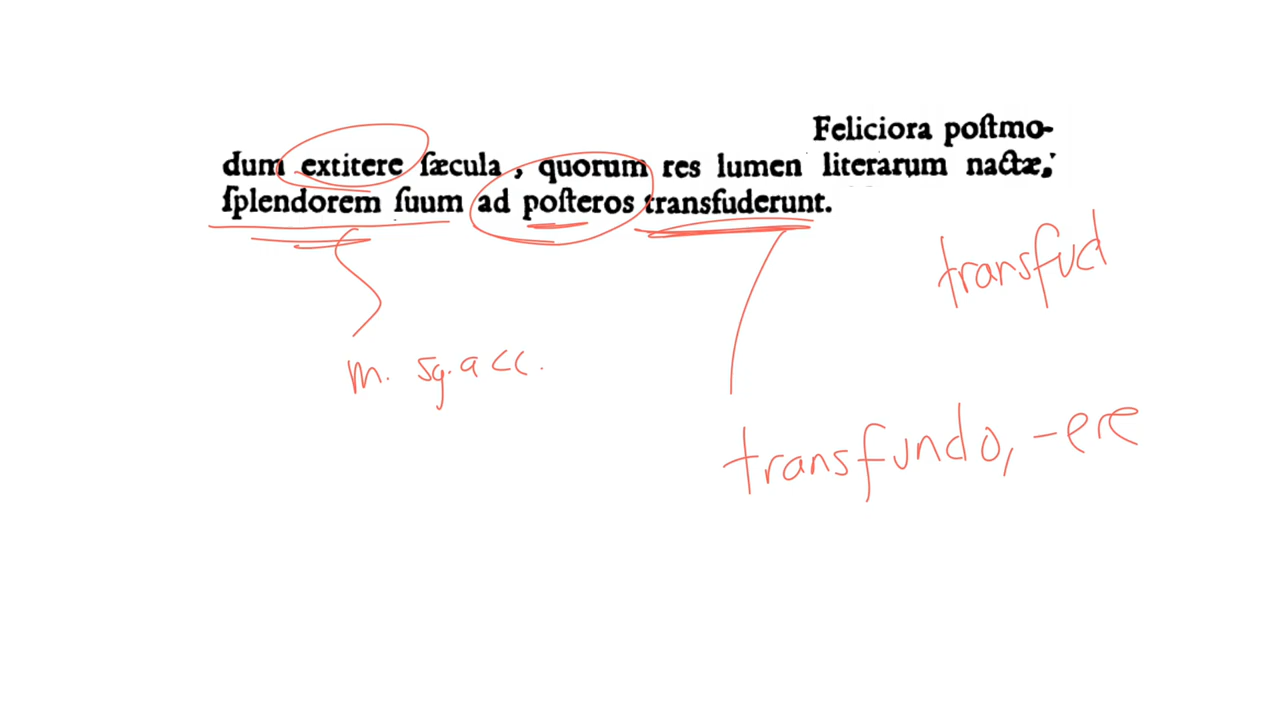 Feliciora poſtmo-
dum extitere ſæcula, quorum res lumen literarum nactæ,
ſplendorem ſuum ad poſteros transfuderunt.
transfud
m. sg. acc.
transfundo, -ere